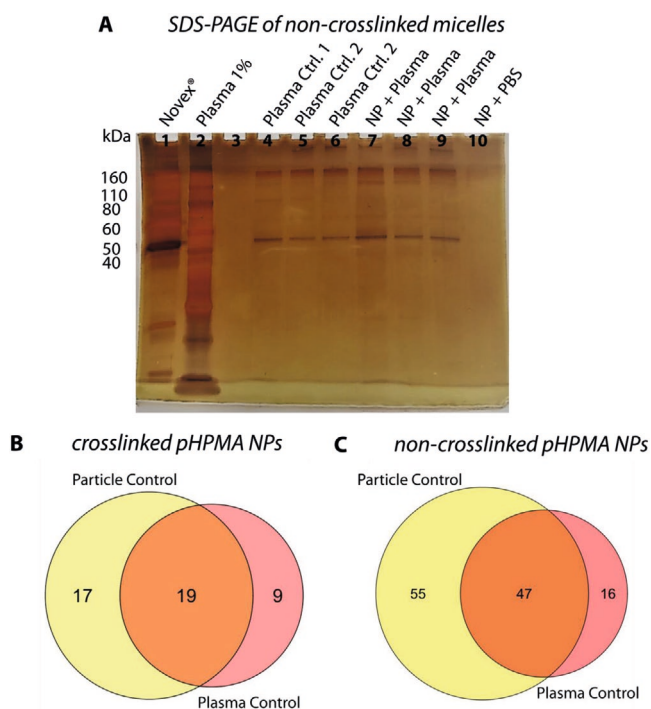 A SDS-PAGE of non-crosslinked micelles
Novex®
Plasma 1%
Plasma Ctrl. 1
Plasma Ctrl. 2
Plasma Ctrl. 2
NP + Plasma
NP + Plasma
NP + Plasma
NP + PBS
kDa
1 2 3 4 5 6 7 8 9 10
160
110
80
60
50
40
B crosslinked pHPMA NPs
Particle Control
17 19 9
Plasma Control
C non-crosslinked pHPMA NPs
Particle Control
55 47 16
Plasma Control